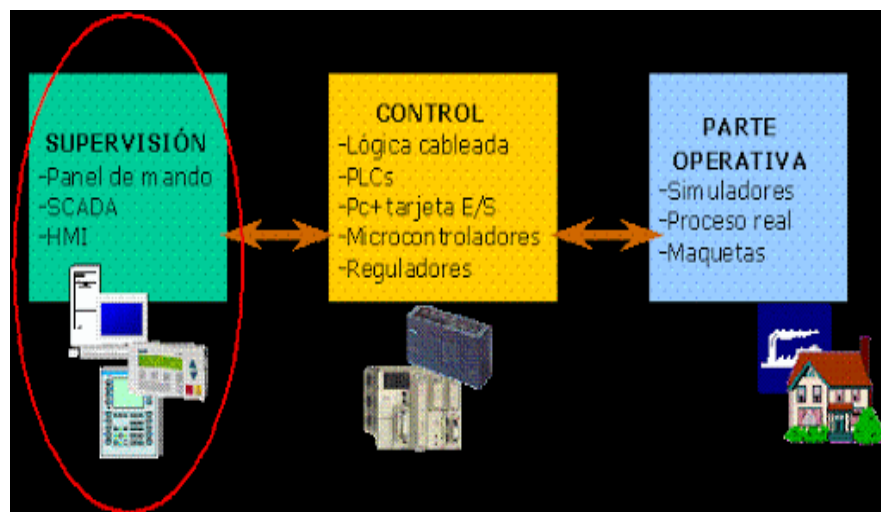 SUPERVISIÓN
-Panel de mando
-SCADA
-HMI
CONTROL
-Lógica cableada
-PLCs
-Pc+tarjeta E/S
-Microcontroladores
-Reguladores
PARTE
OPERATIVA
-Simuladores
-Proceso real
-Maquetas